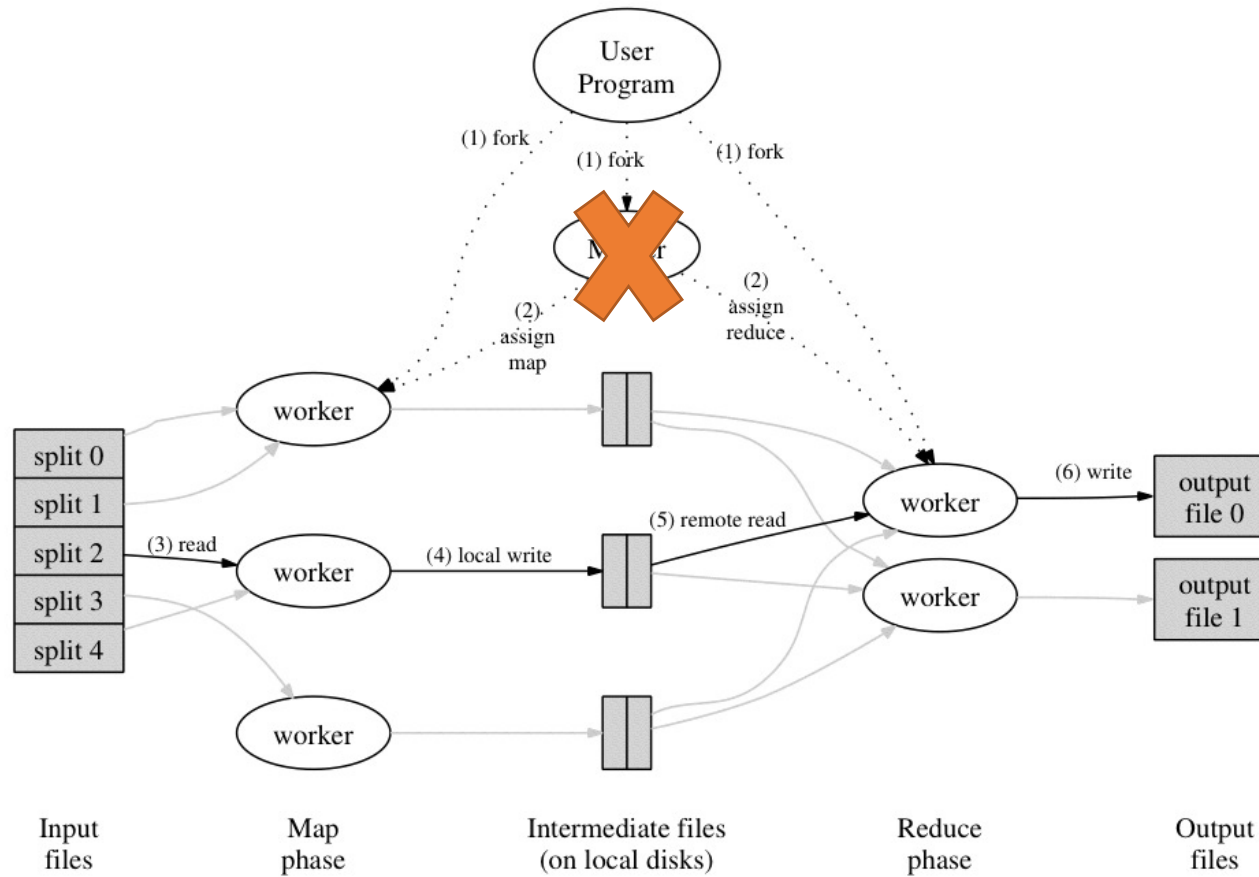 User
Program
(1) fork
(1) fork
(1) fork
(2)
assign
map
(2)
assign
reduce
worker
split 0
split 1
split 2
split 3
split 4
(3) read
worker
(4) local write
(5) remote read
worker
(6) write
output
file 0
worker
output
file 1
worker
Input
files
Map
phase
Intermediate files
(on local disks)
Reduce
phase
Output
files